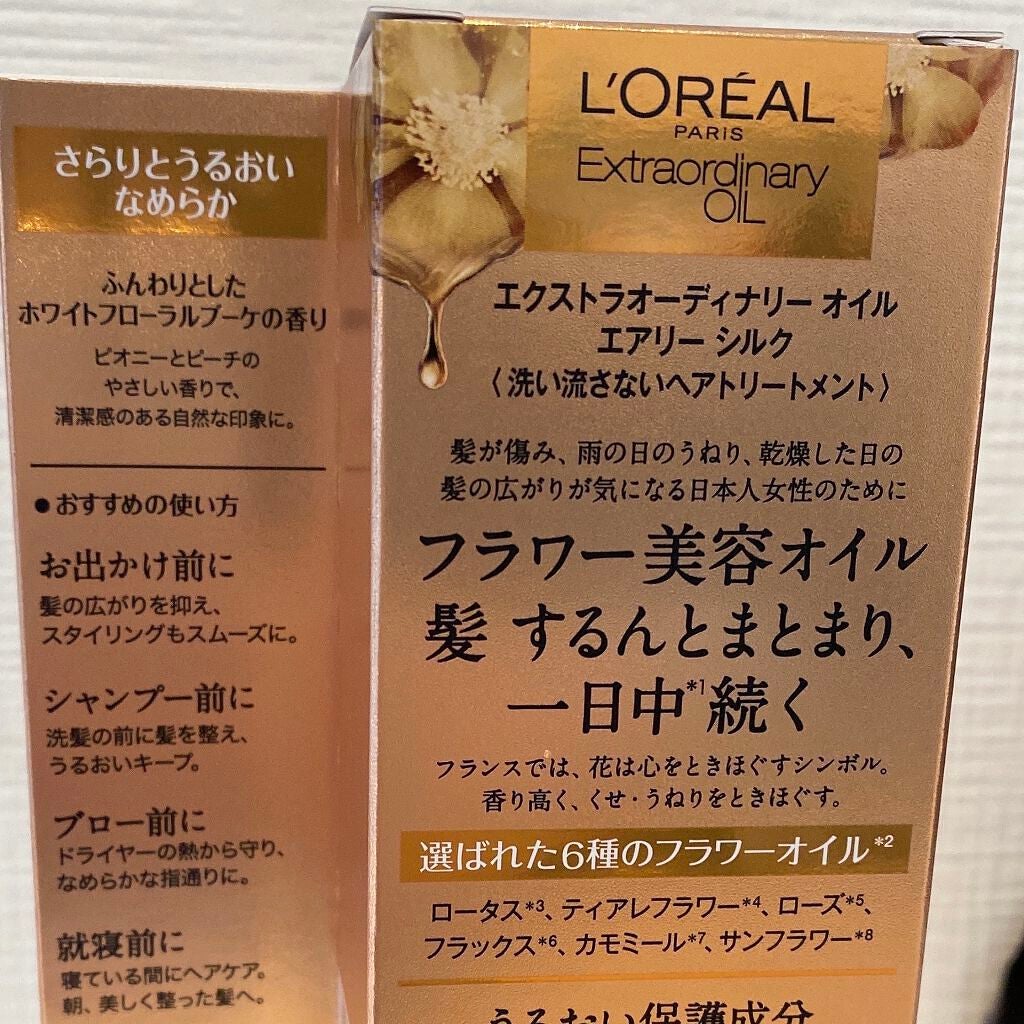 さらりとうるおい
なめらか
ふんわりとした
ホワイトフローラルブーケの香り
ピオニーとピーチの
やさしい香りで、
清潔感のある自然な印象に。
●おすすめの使い方
お出かけ前に
髪の広がりを抑え、
スタイリングもスムーズに。
シャンプー前に
洗髪の前に髪を整え、
うるおいキープ。
ブロー前に
ドライヤーの熱から守り、
なめらかな指通りに。
就寝前に
寝ている間にヘアケア。
朝、美しく整った髪へ。
L'ORÉAL
PARIS
Extraordinary
OIL
エクストラオーディナリー オイル
エアリー シルク
〈洗い流さないヘアトリートメント〉
髪が傷み、雨の日のうねり、乾燥した日の
髪の広がりが気になる日本人女性のために
フラワー美容オイル
髪 するんとまとまり、
一日中*1続く
フランスでは、花は心をときほぐすシンボル。
香り高く、くせ・うねりをときほぐす。
選ばれた6種のフラワーオイル*2
ロータス*3、ティアレフラワー*4、ローズ*5、
フラックス*6、カモミール*7、サンフラワー*8
うるおい保護成分